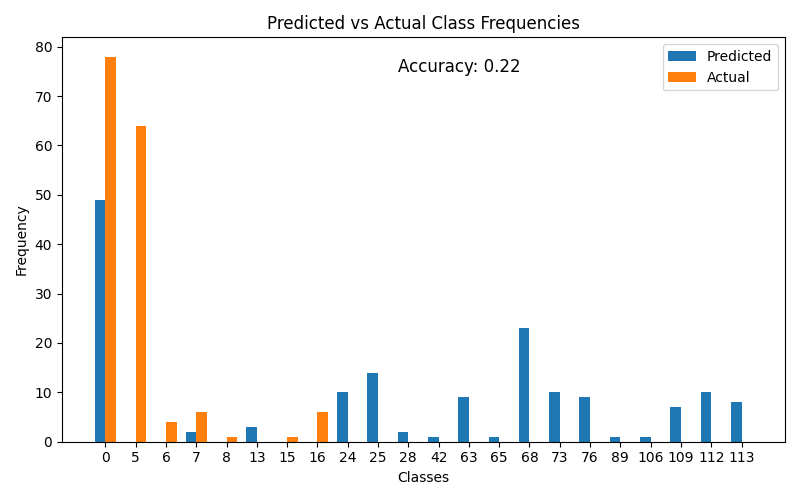 Predicted vs Actual Class Frequencies
Accuracy: 0.22
Predicted
Actual
Frequency
80
70
60
50
40
30
20
10
0
0 5 6 7 8 13 15 16 24 25 28 42 63 65 68 73 76 89 106 109 112 113
Classes